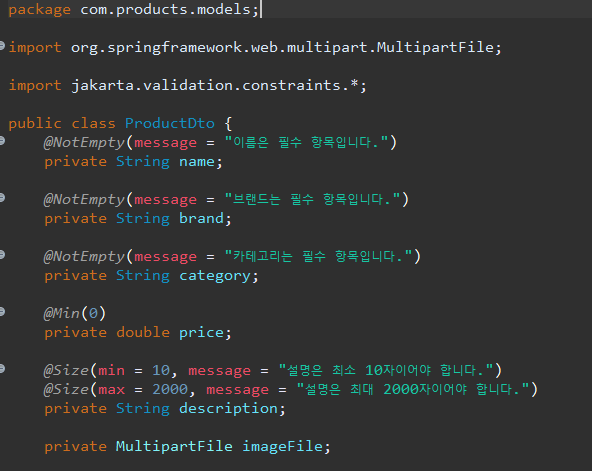 package com.products.models;
import org.springframework.web.multipart.MultipartFile;
import jakarta.validation.constraints.*;
public class ProductDto {
@NotEmpty(message = "이름은 필수 항목입니다.")
private String name;
@NotEmpty(message = "브랜드는 필수 항목입니다.")
private String brand;
@NotEmpty(message = "카테고리는 필수 항목입니다.")
private String category;
@Min(0)
private double price;
@Size(min = 10, message = "설명은 최소 10자이어야 합니다.")
@Size(max = 2000, message = "설명은 최대 2000자이어야 합니다.")
private String description;
private MultipartFile imageFile;